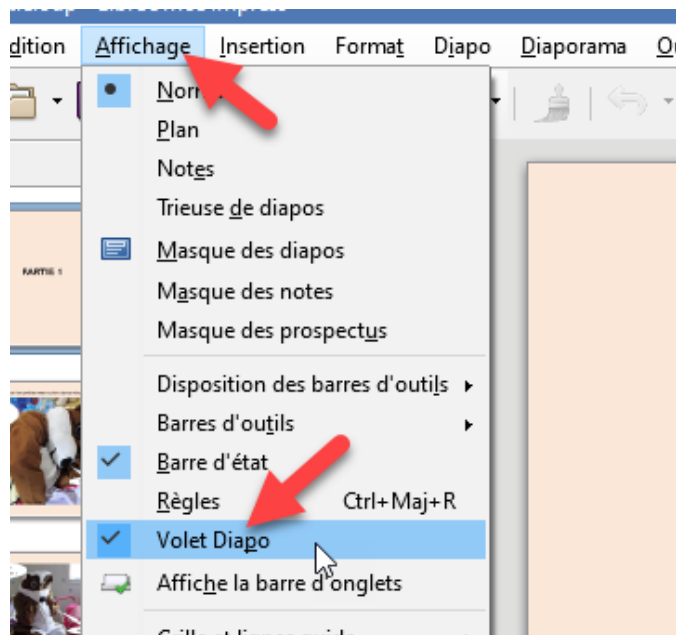 dition Affichage Insertion Format Diapo Diaporama
Plan
Notes
Trieuse de diapos
Masque des diapos
Masque des notes
Masque des prospectus
Disposition des barres d'outils
Barres d'outils
Barre d'état
Règles Ctrl+Maj+R
Volet Diapo
Affiche la barre d'onglets
PARTIE 1